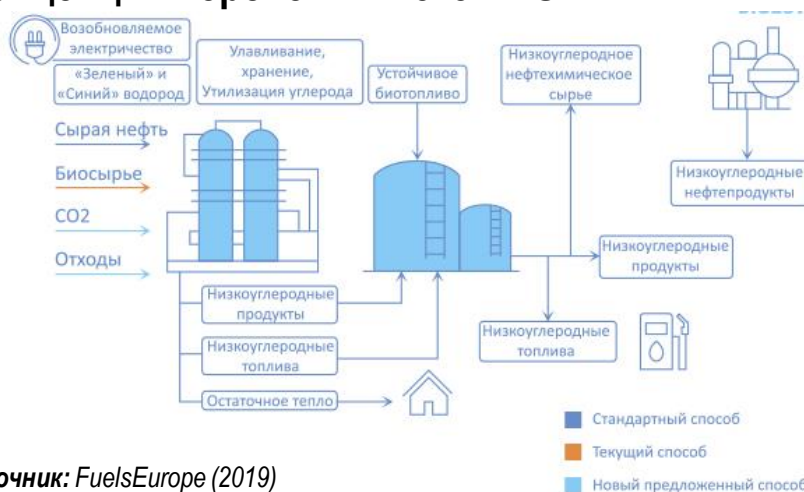 Возобновляемое
электричество
«Зеленый» и
«Синий» водород
Улавливание,
хранение,
Утилизация углерода
Устойчивое
биотопливо
Низкоуглеродное
нефтехимическое
сырье
Сырая нефть
Биосырье
CO2
Отходы
Низкоуглеродные
нефтепродукты
Низкоуглеродные
продукты
Низкоуглеродные
продукты
Низкоуглеродные
топлива
Низкоуглеродные
топлива
Остаточное тепло
Стандартный способ
Текущий способ
Новый предложенный способ
очник: FuelsEurope (2019)